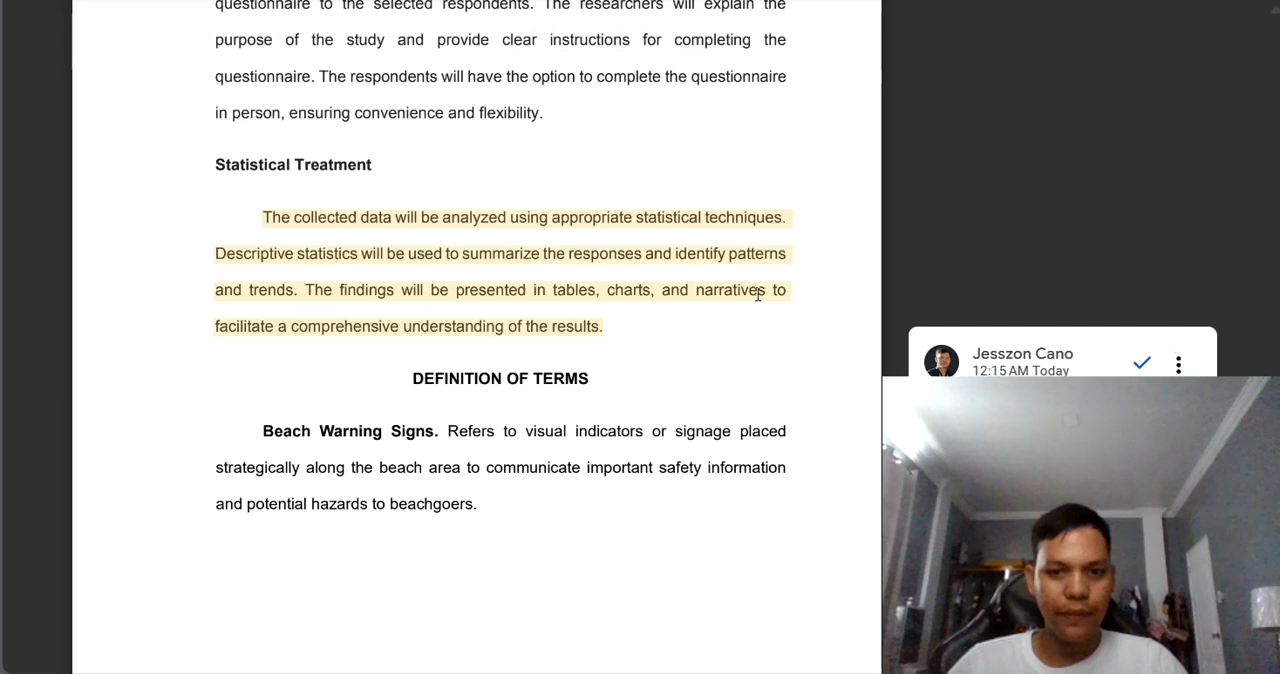 questionnaire to the selected respondents. The researchers will explain the
purpose of the study and provide clear instructions for completing the
questionnaire. The respondents will have the option to complete the questionnaire
in person, ensuring convenience and flexibility.
Statistical Treatment
The collected data will be analyzed using appropriate statistical techniques.
Descriptive statistics will be used to summarize the responses and identify patterns
and trends. The findings will be presented in tables, charts, and narratives to
facilitate a comprehensive understanding of the results.
DEFINITION OF TERMS
Beach Warning Signs. Refers to visual indicators or signage placed
strategically along the beach area to communicate important safety information
and potential hazards to beachgoers.
Jesszon Cano
12:15 AM Today